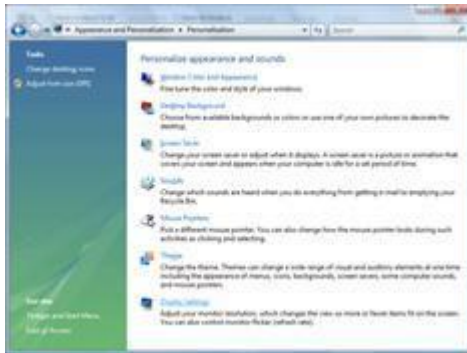 Appearance and Personalization ▸ Personalization
Tasks
Change desktop icons
Adjust font size (DPI)
Personalize appearance and sounds
Window Color and Appearance
Fine tune the color and style of your windows.
Desktop Background
Choose from available backgrounds or colors or use one of your own pictures to decorate the
desktop.
Screen Saver
Change your screen saver or adjust when it displays. A screen saver is a picture or animation that
covers your screen and appears when your computer is idle for a set period of time.
Sounds
Change which sounds are heard when you do everything from getting e-mail to emptying your
Recycle Bin.
Mouse Pointers
Pick a different mouse pointer. You can also change how the mouse pointer looks during such
activities as clicking and selecting.
Theme
Change the theme. Themes can change a wide range of visual and auditory elements at one time
including the appearance of menus, icons, backgrounds, screen savers, some computer sounds,
and mouse pointers.
Display Settings
Adjust your monitor resolution, which changes the view so more or fewer items fit on the screen.
You can also control monitor flicker (refresh rate).
See also
Taskbar and Start Menu
Ease of Access